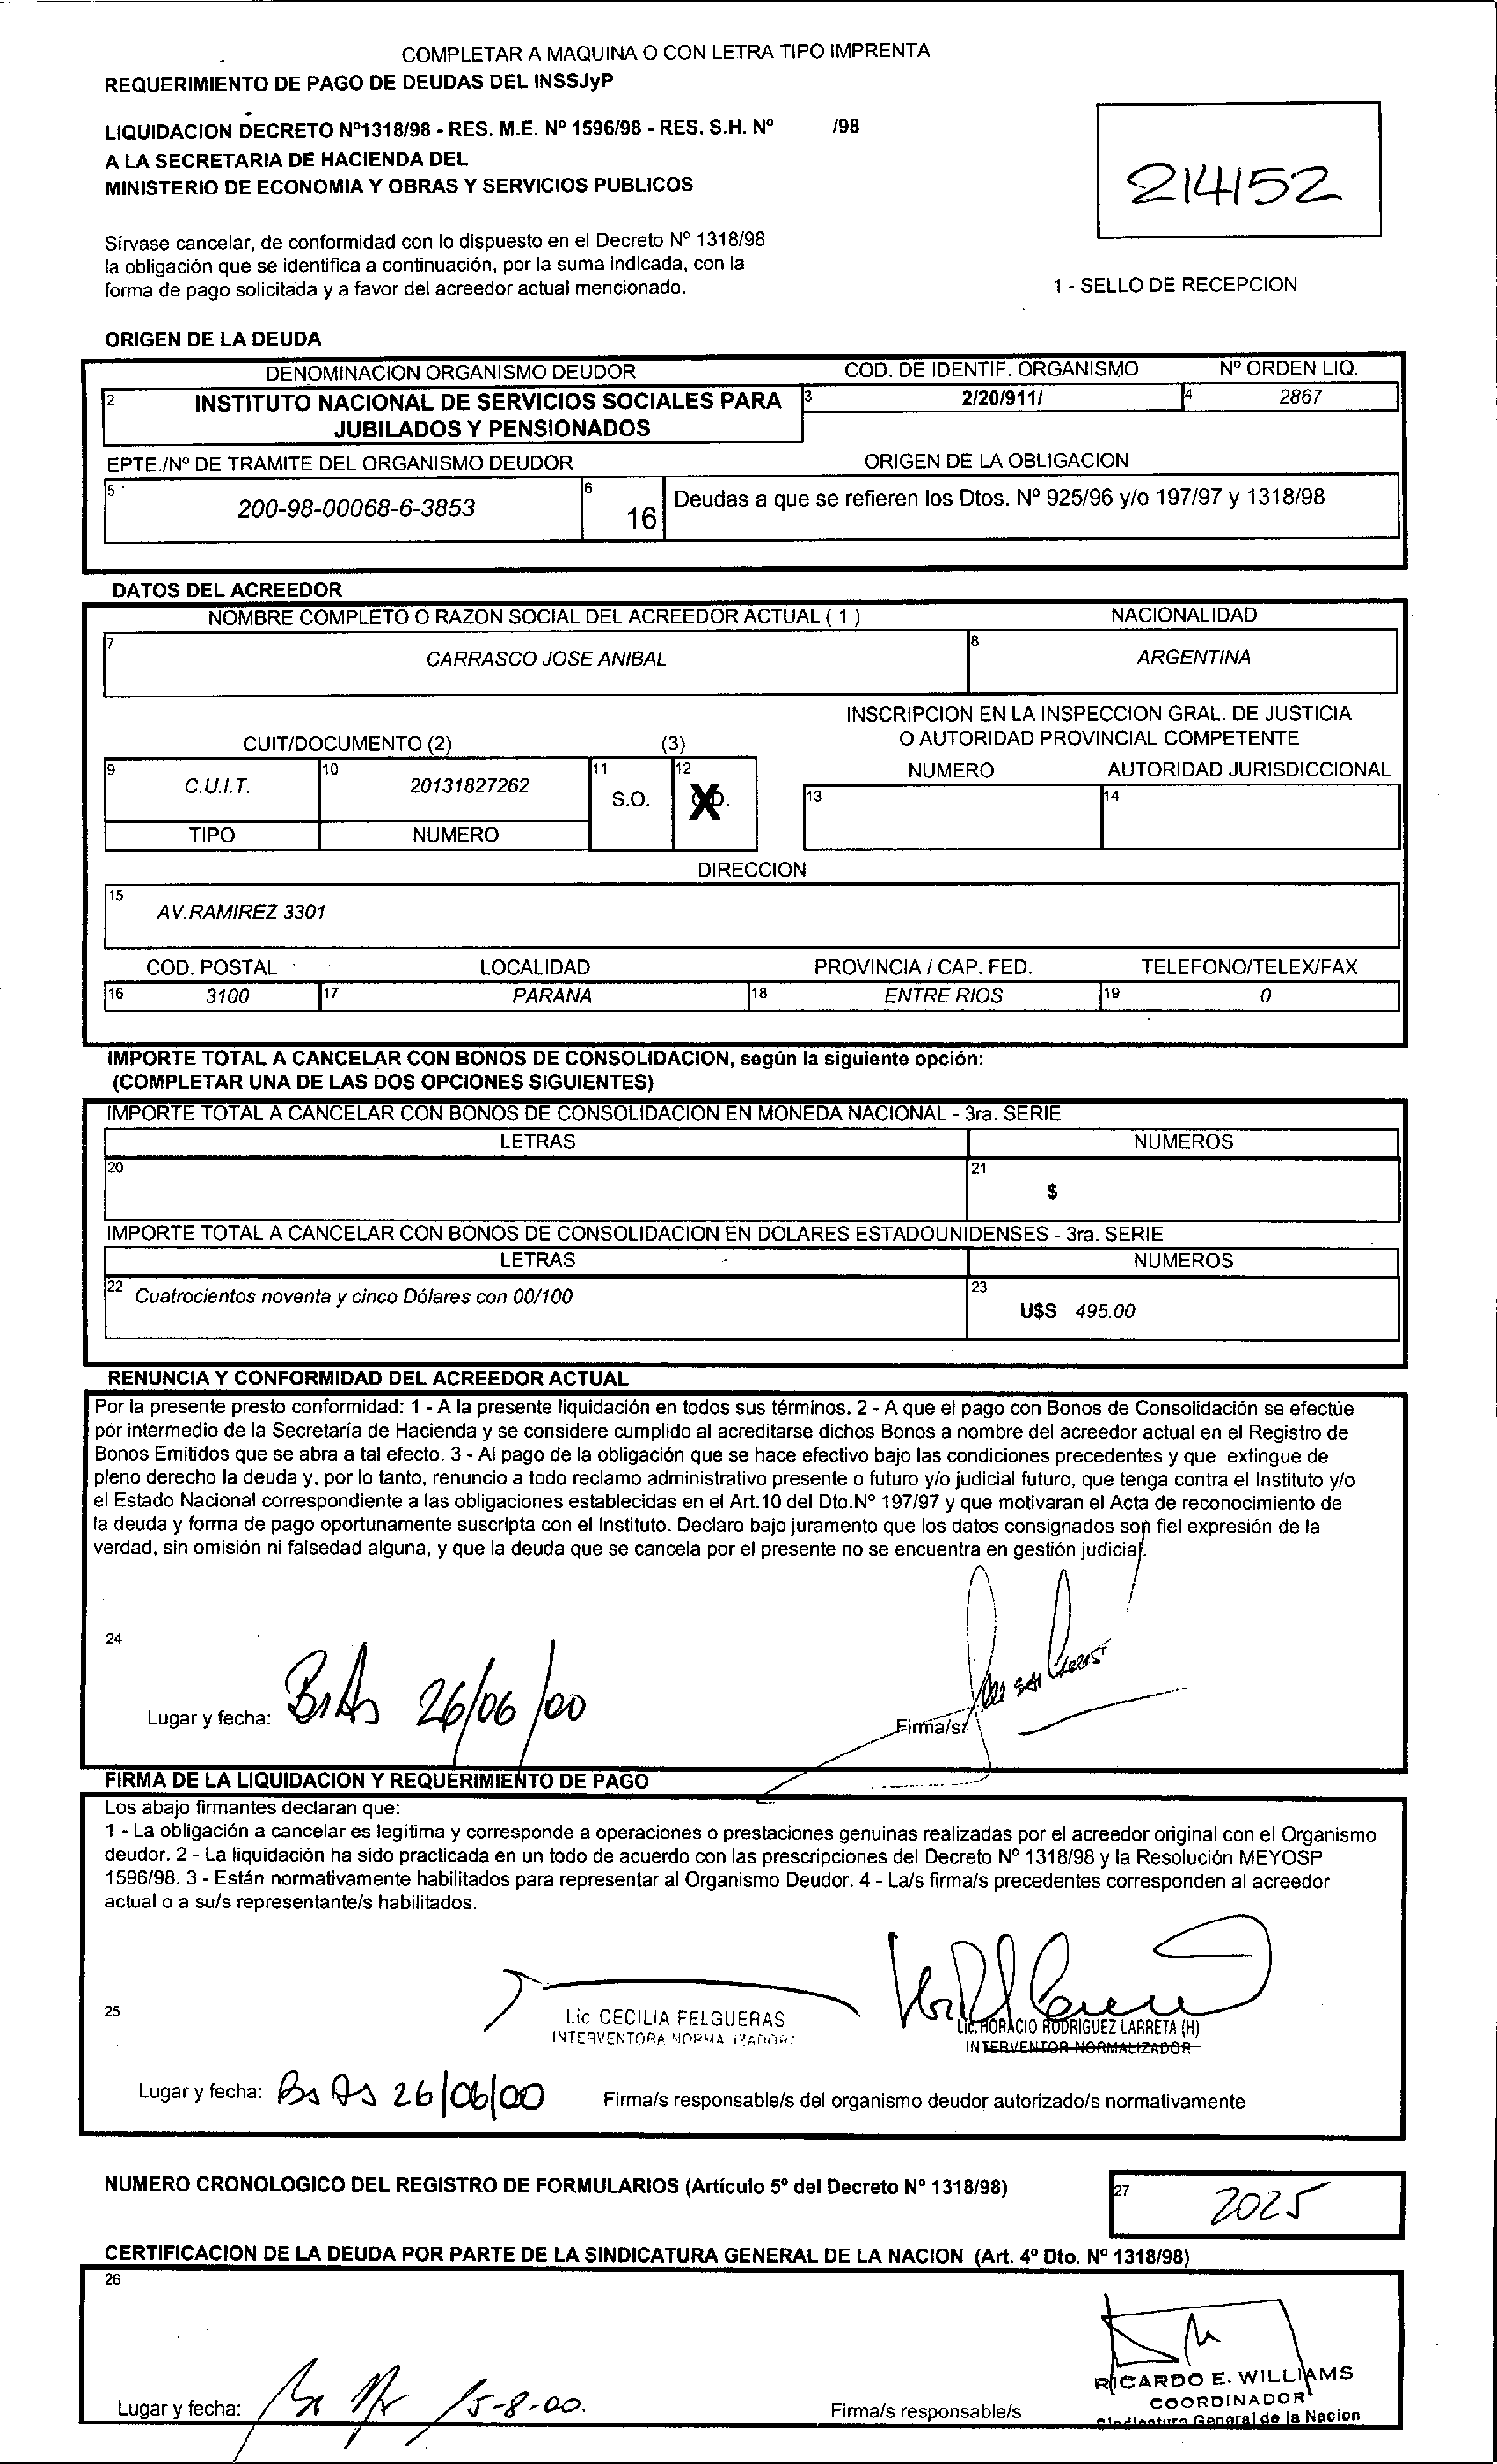 COMPLETAR A MAQUINA O CON LETRA TIPO IMPRENTA
REQUERIMIENTO DE PAGO DE DEUDAS DEL INSSJyP
LIQUIDACION DECRETO Nº1318/98 - RES. M.E. Nº 1596/98 - RES. S.H. Nº /98
A LA SECRETARIA DE HACIENDA DEL
MINISTERIO DE ECONOMIA Y OBRAS Y SERVICIOS PUBLICOS
214152
Sírvase cancelar, de conformidad con lo dispuesto en el Decreto Nº 1318/98
la obligación que se identifica a continuación, por la suma indicada, con la
forma de pago solicitada y a favor del acreedor actual mencionado.
1 - SELLO DE RECEPCION
ORIGEN DE LA DEUDA
DENOMINACION ORGANISMO DEUDOR COD. DE IDENTIF. ORGANISMO Nº ORDEN LIQ.
2 INSTITUTO NACIONAL DE SERVICIOS SOCIALES PARA 3 2/20/911/ 4 2867
JUBILADOS Y PENSIONADOS
EPTE./Nº DE TRAMITE DEL ORGANISMO DEUDOR ORIGEN DE LA OBLIGACION
5 200-98-00068-6-3853 6 16 Deudas a que se refieren los Dtos. Nº 925/96 y/o 197/97 y 1318/98
DATOS DEL ACREEDOR
NOMBRE COMPLETO O RAZON SOCIAL DEL ACREEDOR ACTUAL ( 1 ) NACIONALIDAD
7 CARRASCO JOSE ANIBAL 8 ARGENTINA
INSCRIPCION EN LA INSPECCION GRAL. DE JUSTICIA
CUIT/DOCUMENTO (2) (3) O AUTORIDAD PROVINCIAL COMPETENTE
9 C.U.I.T. 10 20131827262 11 S.O. 12 X NUMERO AUTORIDAD JURISDICCIONAL
13 14
TIPO NUMERO
DIRECCION
15 AV.RAMIREZ 3301
COD. POSTAL LOCALIDAD PROVINCIA / CAP. FED. TELEFONO/TELEX/FAX
16 3100 17 PARANA 18 ENTRE RIOS 19 0
IMPORTE TOTAL A CANCELAR CON BONOS DE CONSOLIDACION, según la siguiente opción:
(COMPLETAR UNA DE LAS DOS OPCIONES SIGUIENTES)
IMPORTE TOTAL A CANCELAR CON BONOS DE CONSOLIDACION EN MONEDA NACIONAL - 3ra. SERIE
LETRAS NUMEROS
20 21 $
IMPORTE TOTAL A CANCELAR CON BONOS DE CONSOLIDACION EN DOLARES ESTADOUNIDENSES - 3ra. SERIE
LETRAS NUMEROS
22 Cuatrocientos noventa y cinco Dólares con 00/100 23 U$S 495.00
RENUNCIA Y CONFORMIDAD DEL ACREEDOR ACTUAL
Por la presente presto conformidad: 1 - A la presente liquidación en todos sus términos. 2 - A que el pago con Bonos de Consolidación se efectúe
por intermedio de la Secretaría de Hacienda y se considere cumplido al acreditarse dichos Bonos a nombre del acreedor actual en el Registro de
Bonos Emitidos que se abra a tal efecto. 3 - Al pago de la obligación que se hace efectivo bajo las condiciones precedentes y que extingue de
pleno derecho la deuda y, por lo tanto, renuncio a todo reclamo administrativo presente o futuro y/o judicial futuro, que tenga contra el Instituto y/o
el Estado Nacional correspondiente a las obligaciones establecidas en el Art.10 del Dto.Nº 197/97 y que motivaran el Acta de reconocimiento de
la deuda y forma de pago oportunamente suscripta con el Instituto. Declaro bajo juramento que los datos consignados son fiel expresión de la
verdad, sin omisión ni falsedad alguna, y que la deuda que se cancela por el presente no se encuentra en gestión judicial.
24
Lugar y fecha: Bs As 26/06/00 Firma/s:
FIRMA DE LA LIQUIDACION Y REQUERIMIENTO DE PAGO
Los abajo firmantes declaran que:
1 - La obligación a cancelar es legítima y corresponde a operaciones o prestaciones genuinas realizadas por el acreedor original con el Organismo
deudor. 2 - La liquidación ha sido practicada en un todo de acuerdo con las prescripciones del Decreto Nº 1318/98 y la Resolución MEYOSP
1596/98. 3 - Están normativamente habilitados para representar al Organismo Deudor. 4 - La/s firma/s precedentes corresponden al acreedor
actual o a su/s representante/s habilitados.
25
Lic CECILIA FELGUERAS LIC. HORACIO RODRIGUEZ LARRETA (H)
INTERVENTORA NORMALIZADORA INTERVENTOR NORMALIZADOR
Lugar y fecha: Bs As 26/06/00 Firma/s responsable/s del organismo deudor autorizado/s normativamente
NUMERO CRONOLOGICO DEL REGISTRO DE FORMULARIOS (Artículo 5º del Decreto Nº 1318/98) 27 2025
CERTIFICACION DE LA DEUDA POR PARTE DE LA SINDICATURA GENERAL DE LA NACION (Art. 4º Dto. Nº 1318/98)
26
RICARDO E. WILLIAMS
COORDINADOR
Sindicatura General de la Nacion
Lugar y fecha: 15-8-00. Firma/s responsable/s